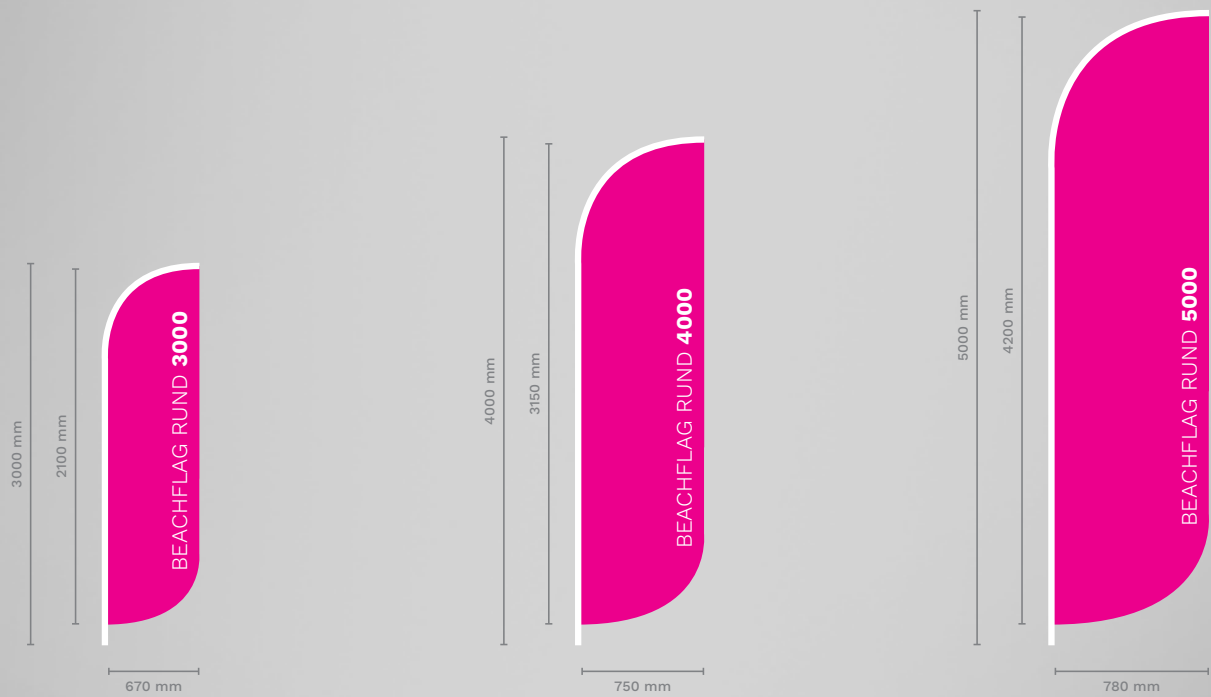 3000 mm
2100 mm
BEACHFLAG RUND 3000
670 mm
4000 mm
3150 mm
BEACHFLAG RUND 4000
750 mm
5000 mm
4200 mm
BEACHFLAG RUND 5000
780 mm